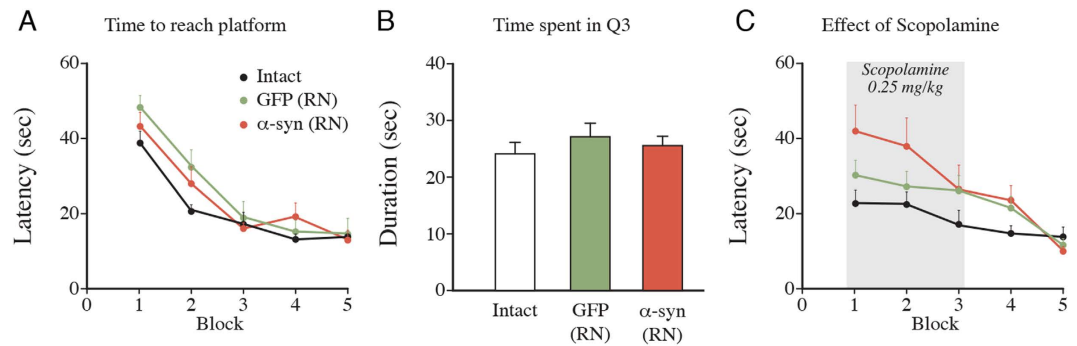 A
Time to reach platform
Latency (sec)
60
40
20
0
Intact
GFP (RN)
α-syn (RN)
0
1
2
3
4
5
Block
B
Time spent in Q3
Duration (sec)
40
30
20
10
0
Intact
GFP
(RN)
α-syn
(RN)
C
Effect of Scopolamine
Latency (sec)
60
40
20
0
Scopolamine
0.25 mg/kg
0
1
2
3
4
5
Block